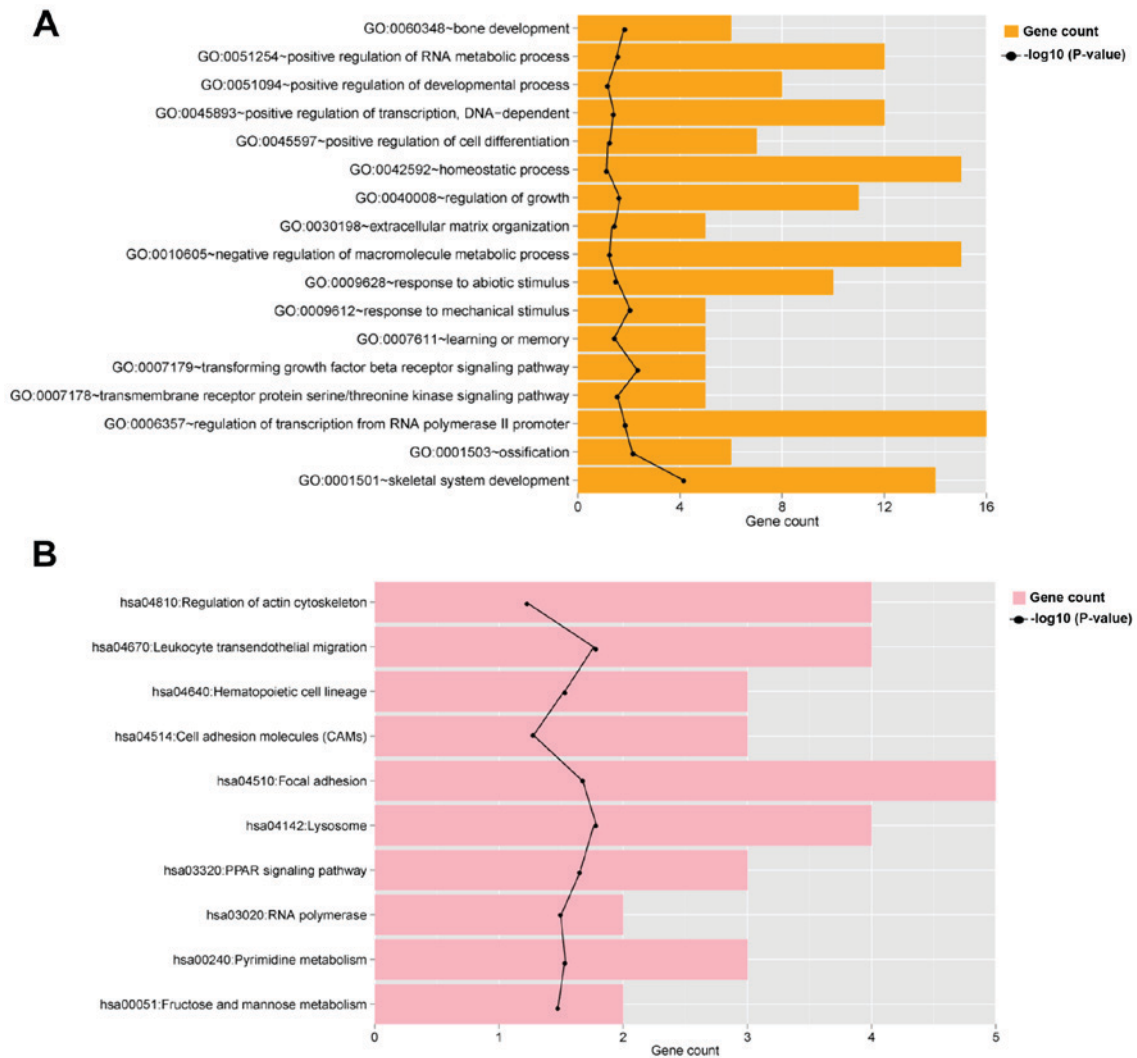 A
GO:0060348~bone development
GO:0051254~positive regulation of RNA metabolic process
GO:0051094~positive regulation of developmental process
GO:0045893~positive regulation of transcription, DNA−dependent
GO:0045597~positive regulation of cell differentiation
GO:0042592~homeostatic process
GO:0040008~regulation of growth
GO:0030198~extracellular matrix organization
GO:0010605~negative regulation of macromolecule metabolic process
GO:0009628~response to abiotic stimulus
GO:0009612~response to mechanical stimulus
GO:0007611~learning or memory
GO:0007179~transforming growth factor beta receptor signaling pathway
GO:0007178~transmembrane receptor protein serine/threonine kinase signaling pathway
GO:0006357~regulation of transcription from RNA polymerase II promoter
GO:0001503~ossification
GO:0001501~skeletal system development
0 4 8 12 16
Gene count
Gene count
-log10 (P-value)
B
hsa04810:Regulation of actin cytoskeleton
hsa04670:Leukocyte transendothelial migration
hsa04640:Hematopoietic cell lineage
hsa04514:Cell adhesion molecules (CAMs)
hsa04510:Focal adhesion
hsa04142:Lysosome
hsa03320:PPAR signaling pathway
hsa03020:RNA polymerase
hsa00240:Pyrimidine metabolism
hsa00051:Fructose and mannose metabolism
0 1 2 3 4 5
Gene count
Gene count
-log10 (P-value)